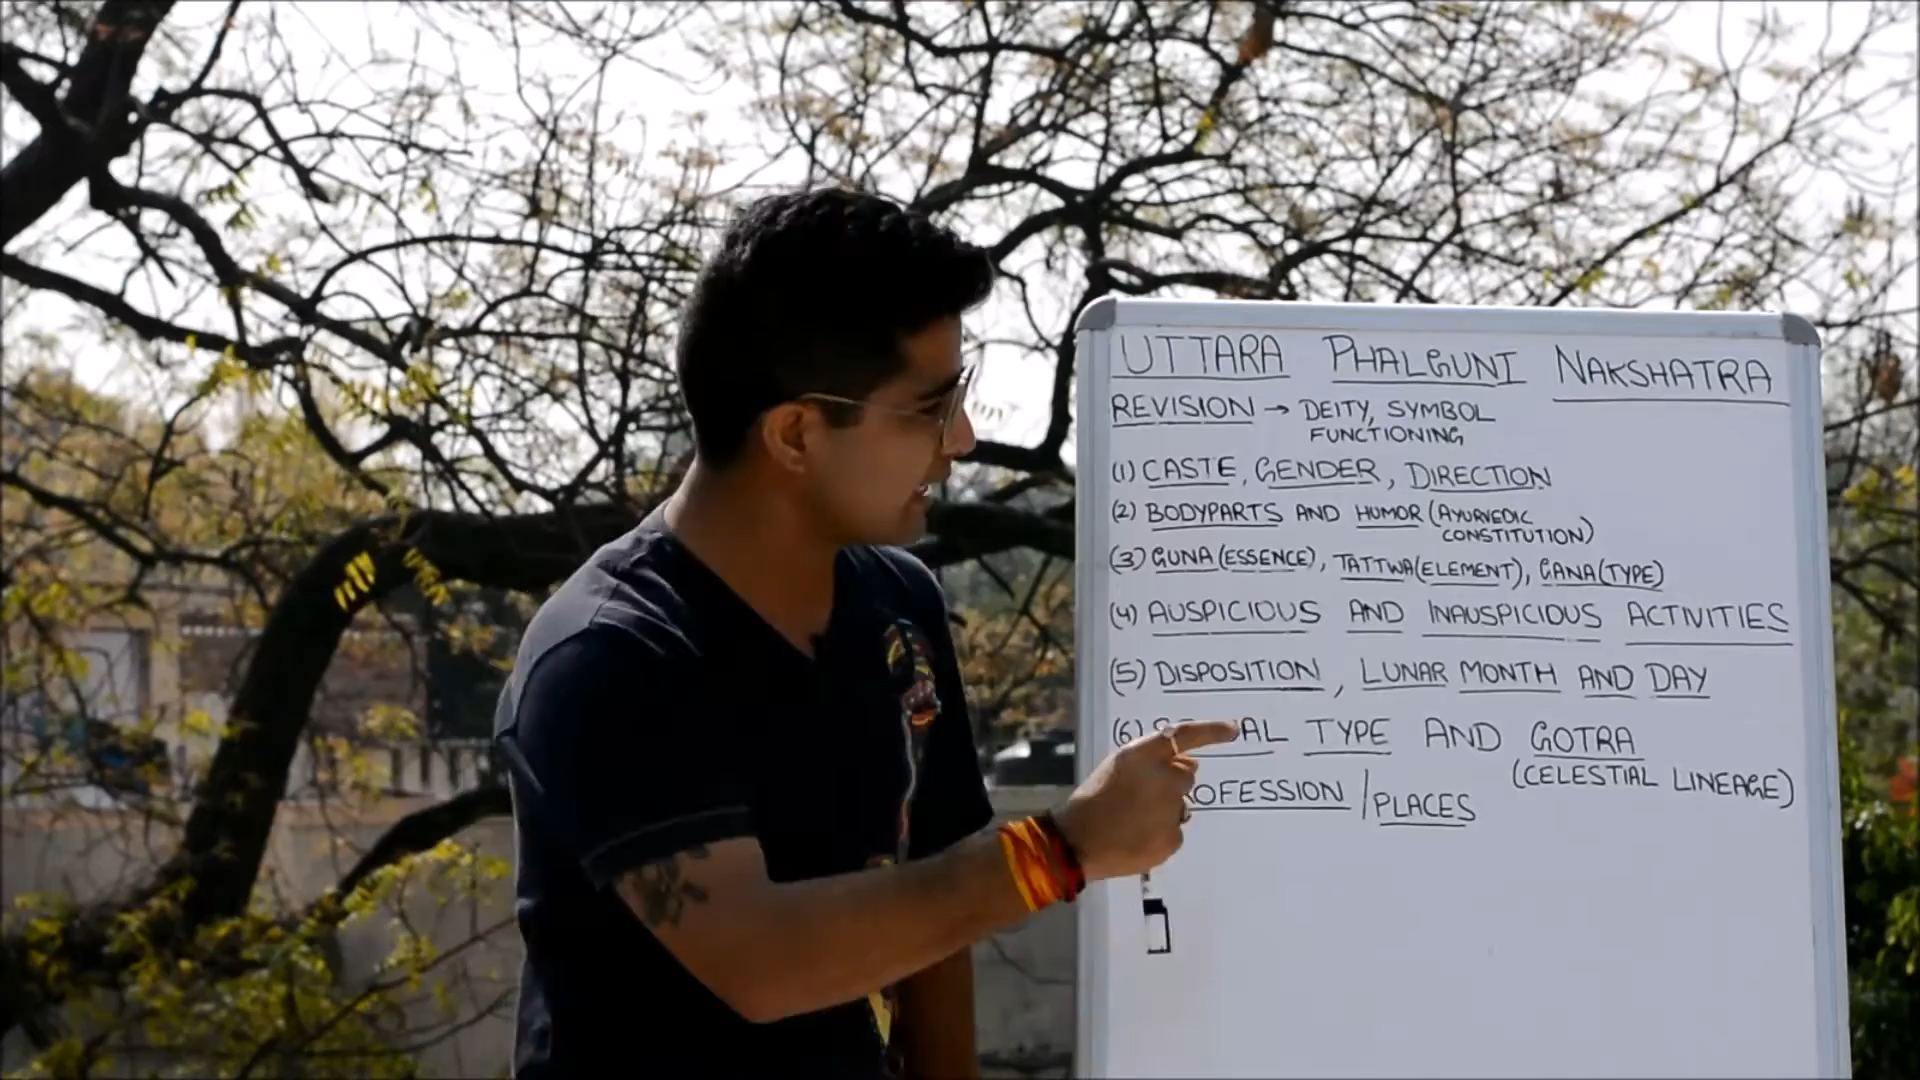 UTTARA PHALGUNI NAKSHATRA
REVISION → DEITY, SYMBOL
FUNCTIONING
(1) CASTE, GENDER, DIRECTION
(2) BODYPARTS AND HUMOR (AYURVEDIC
CONSTITUTION)
(3) GUNA (ESSENCE), TATTWA (ELEMENT), GANA (TYPE)
(4) AUSPICIOUS AND INAUSPICIOUS ACTIVITIES
(5) DISPOSITION, LUNAR MONTH AND DAY
(6) TYPE AND GOTRA
(CELESTIAL LINEAGE)
/PLACES